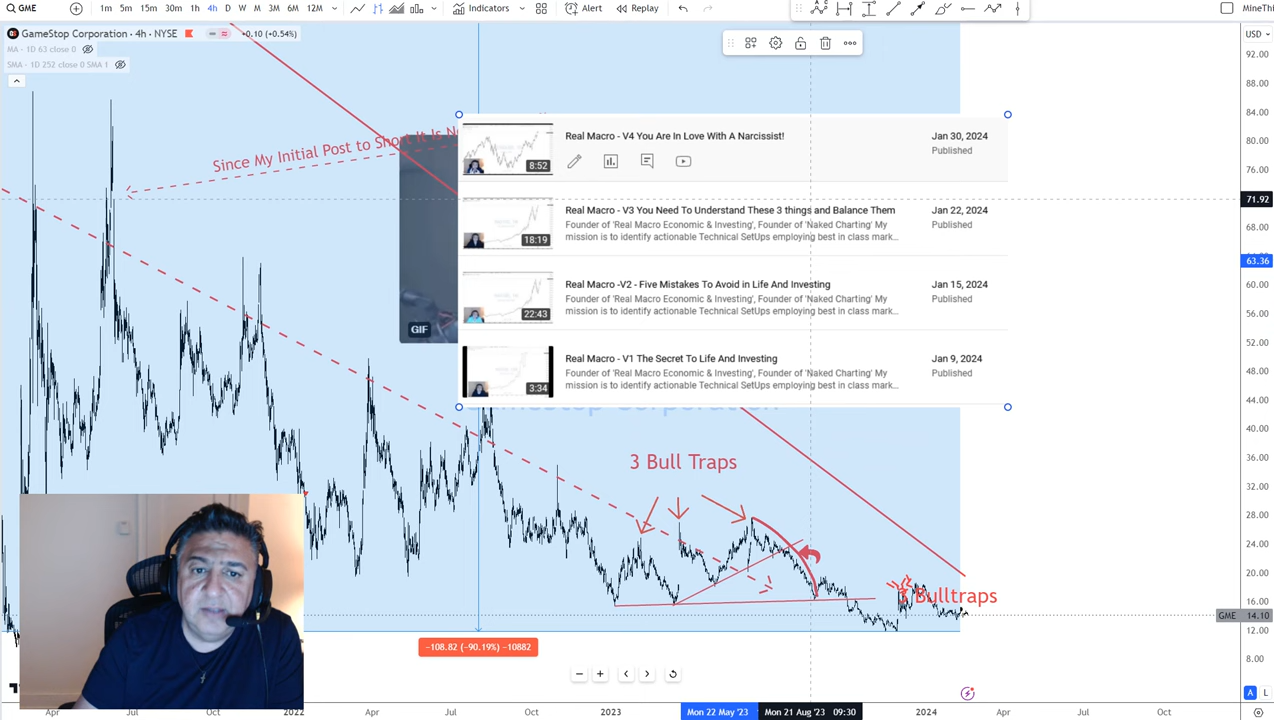 GME
1m 5m 15m 30m 1h 4h D W M 3M 6M 12M
Indicators
Alert
Replay
MineThi
GameStop Corporation · 4h · NYSE
+0.10 (+0.54%)
MA · 1D 63 close 0
SMA · 1D 252 close 0 SMA 1
USD
92.00
88.00
84.00
80.00
76.00
71.92
68.00
63.36
60.00
56.00
52.00
48.00
44.00
40.00
36.00
32.00
28.00
24.00
20.00
16.00
GME 14.10
12.00
8.00
Since My Initial Post to Short It Is
GIF
Real Macro - V4 You Are In Love With A Narcissist!
Jan 30, 2024
Published
8:52
Real Macro - V3 You Need To Understand These 3 things and Balance Them
Jan 22, 2024
Founder of 'Real Macro Economic & Investing', Founder of 'Naked Charting' My
Published
mission is to identify actionable Technical SetUps employing best in class mark...
18:19
Real Macro -V2 - Five Mistakes To Avoid in Life And Investing
Jan 15, 2024
Founder of 'Real Macro Economic & Investing', Founder of 'Naked Charting' My
Published
mission is to identify actionable Technical SetUps employing best in class mark...
22:43
Real Macro - V1 The Secret To Life And Investing
Jan 9, 2024
Founder of 'Real Macro Economic & Investing', Founder of 'Naked Charting' My
Published
mission is to identify actionable Technical SetUps employing best in class mark...
3:34
3 Bull Traps
3 Bulltraps
−108.82 (−90.19%) −10882
Apr Jul Oct 2022 Apr Jul Oct 2023 Mon 22 May '23 Mon 21 Aug '23 09:30 2024 Apr Jul Oct
A L